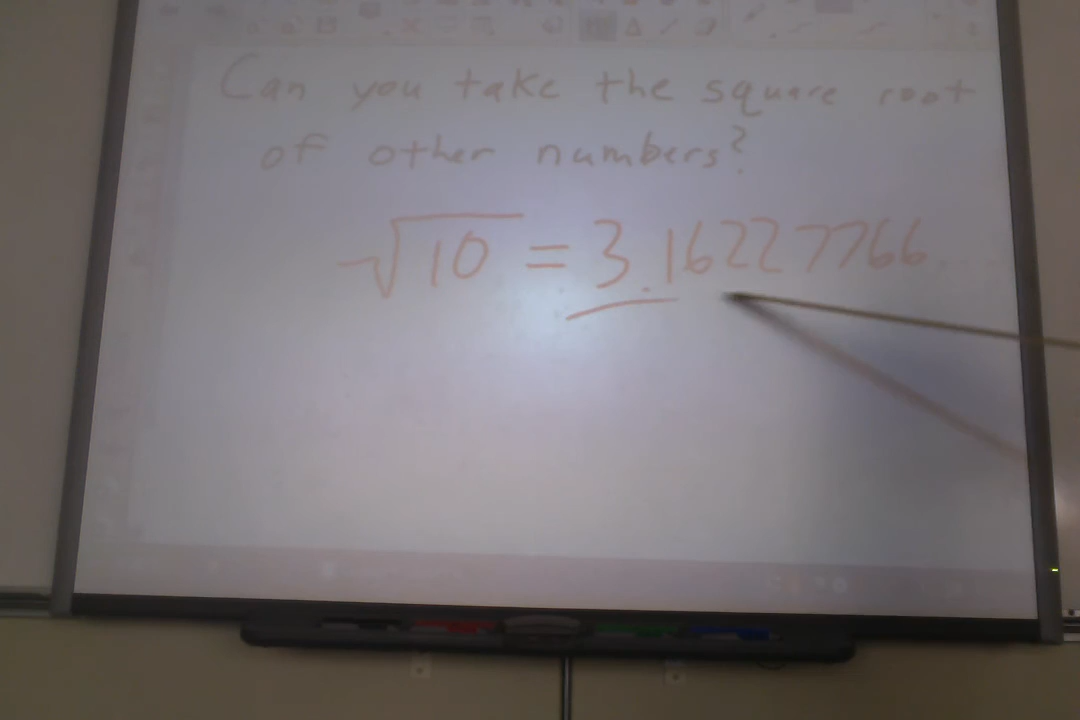 Can you take the square root
of other numbers?
√10 = 3.16227766